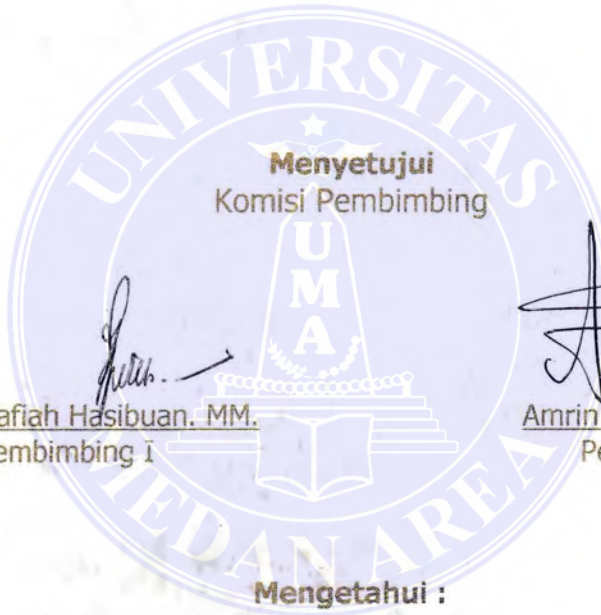 UNIVERSITAS
Menyetujui
Komisi Pembimbing
UMA
afiah Hasibuan. MM.
Amrin
embimbing I
Pe
MEDAN AREA
Mengetahui :